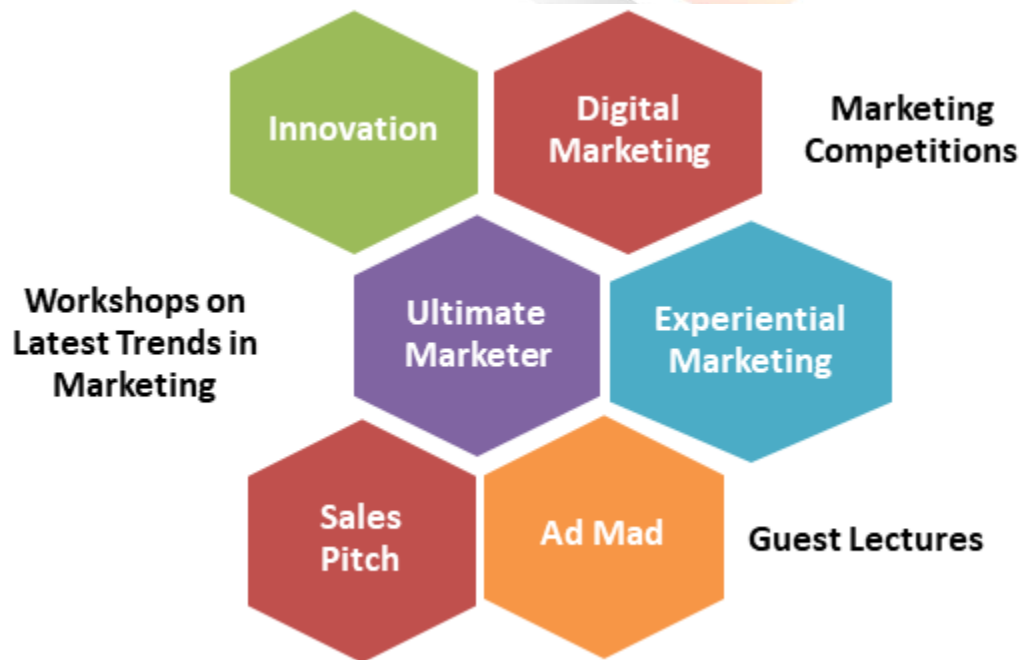 Innovation
Digital
Marketing
Marketing
Competitions
Workshops on
Latest Trends in
Marketing
Ultimate
Marketer
Experiential
Marketing
Sales
Pitch
Ad Mad
Guest Lectures